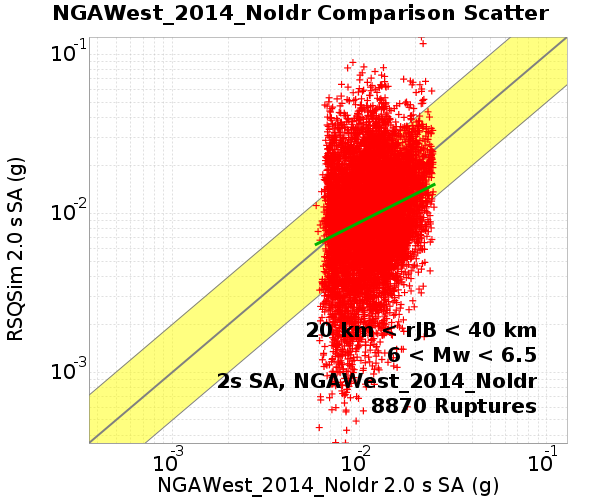 NGAWest_2014_NoIdr Comparison Scatter
RSQSim 2.0 s SA (g)
10-1
10-2
10-3
20 km < rJB < 40 km
6 < Mw < 6.5
2s SA, NGAWest_2014_NoIdr
8870 Ruptures
10-3 10-2 10-1
NGAWest_2014_NoIdr 2.0 s SA (g)